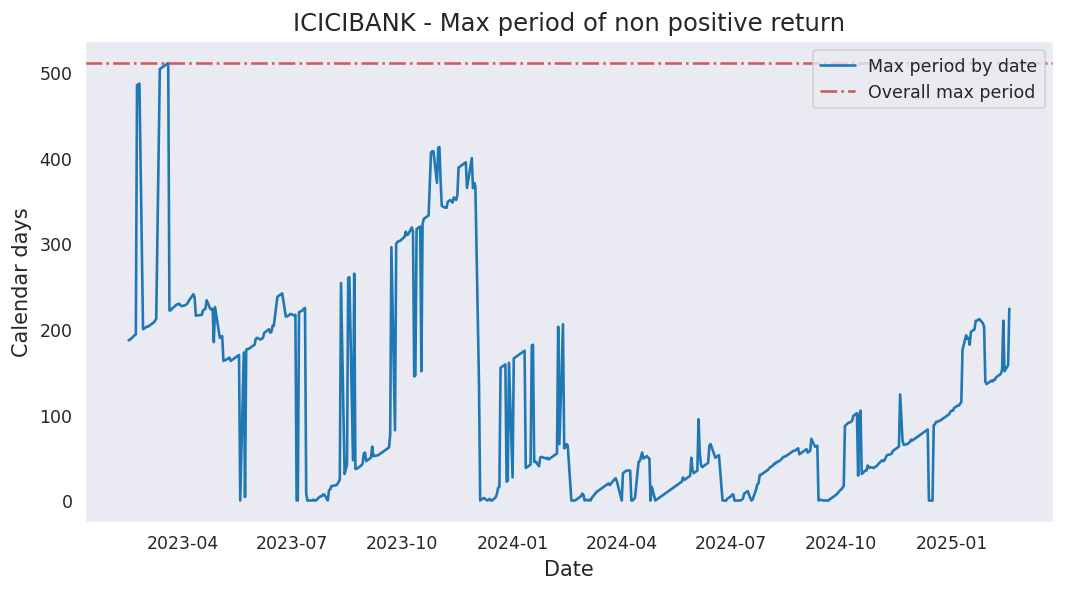 ICICIBANK - Max period of non positive return
Max period by date
Overall max period
Calendar days
500
400
300
200
100
0
2023-04
2023-07
2023-10
2024-01
2024-04
2024-07
2024-10
2025-01
Date